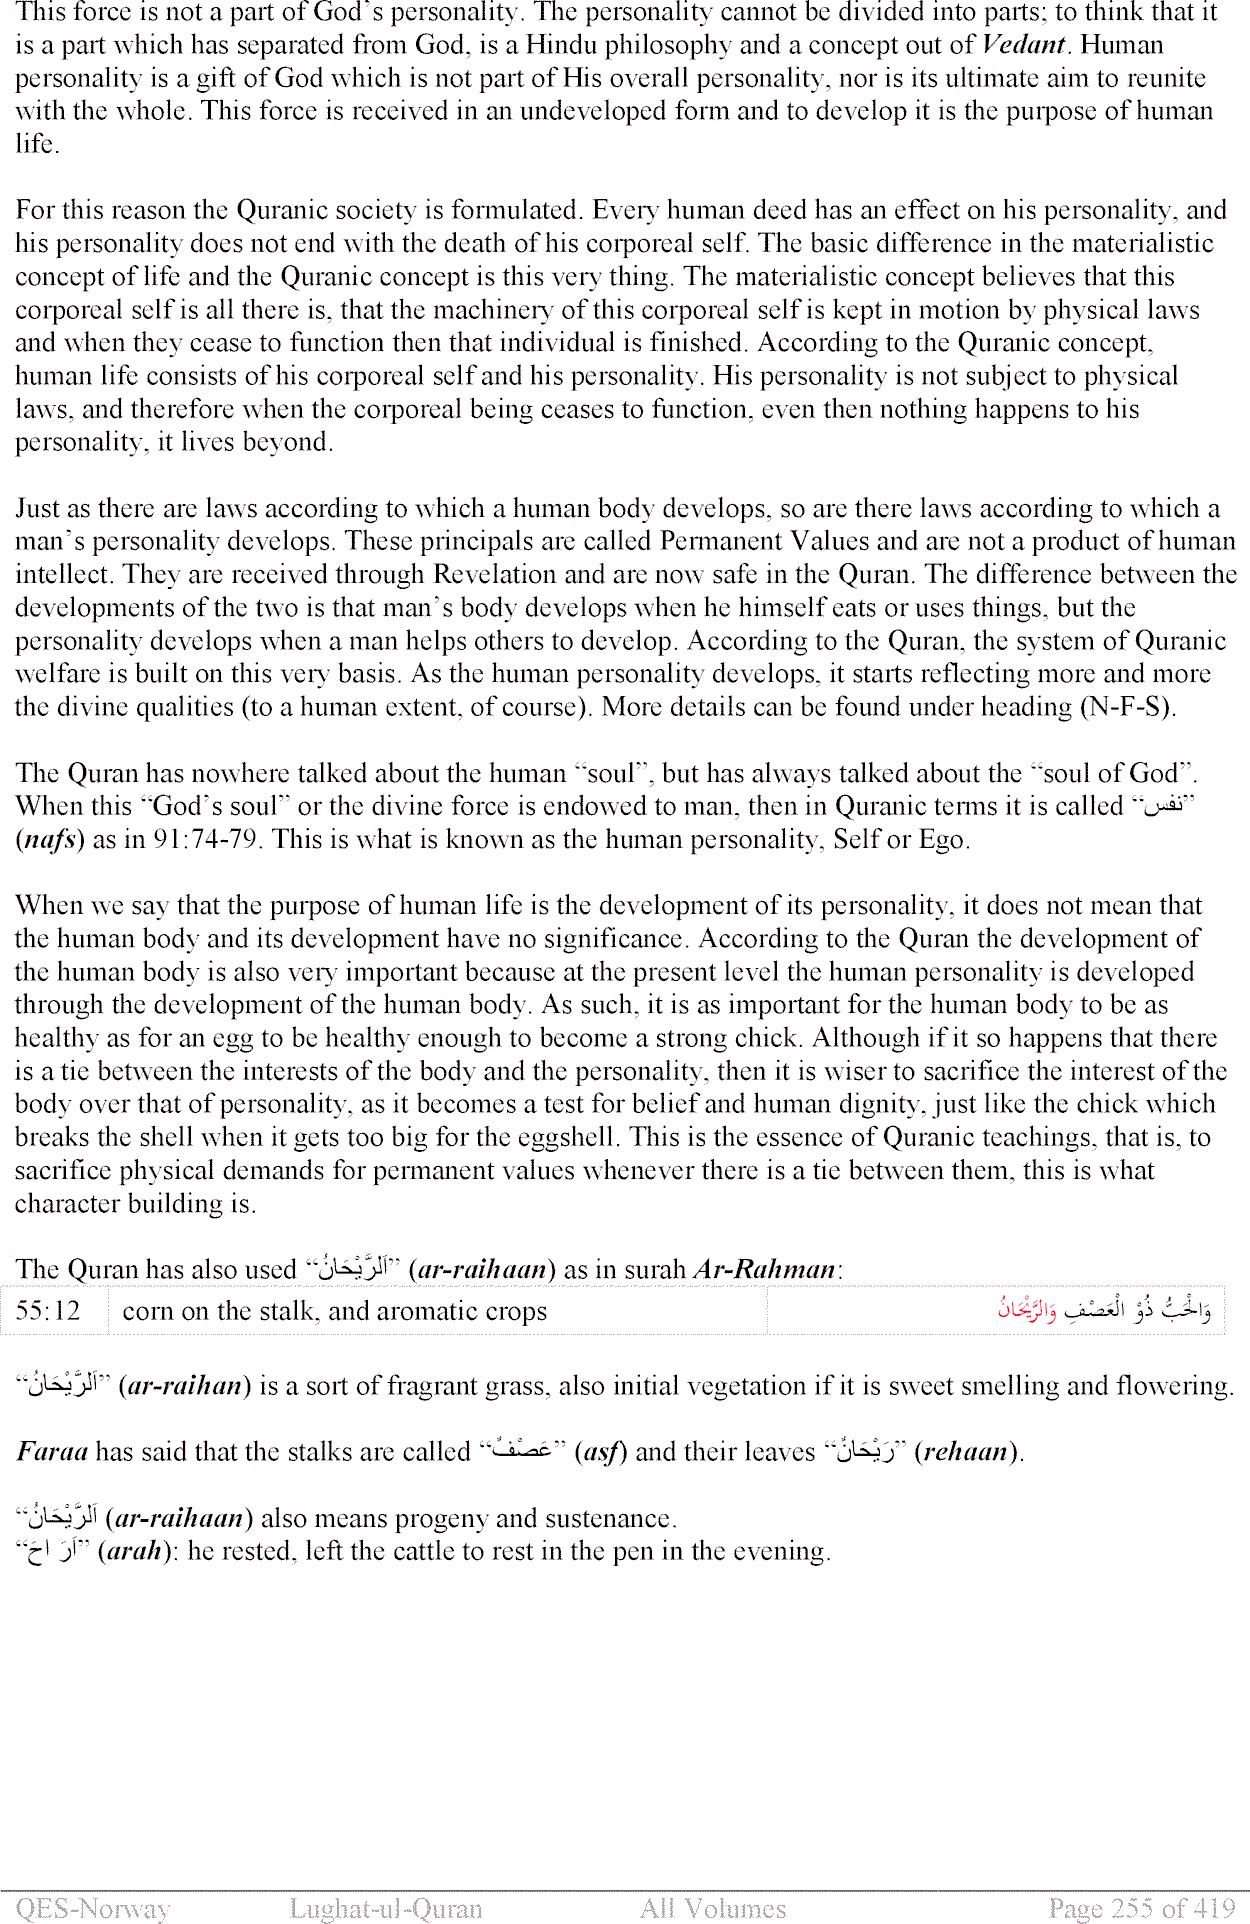 This force is not a part of God's personality. The personality cannot be divided into parts; to think that it
is a part which has separated from God, is a Hindu philosophy and a concept out of Vedant. Human
personality is a gift of God which is not part of His overall personality, nor is its ultimate aim to reunite
with the whole. This force is received in an undeveloped form and to develop it is the purpose of human
life.
For this reason the Quranic society is formulated. Every human deed has an effect on his personality, and
his personality does not end with the death of his corporeal self. The basic difference in the materialistic
concept of life and the Quranic concept is this very thing. The materialistic concept believes that this
corporeal self is all there is, that the machinery of this corporeal self is kept in motion by physical laws
and when they cease to function then that individual is finished. According to the Quranic concept,
human life consists of his corporeal self and his personality. His personality is not subject to physical
laws, and therefore when the corporeal being ceases to function, even then nothing happens to his
personality, it lives beyond.
Just as there are laws according to which a human body develops, so are there laws according to which a
man's personality develops. These principals are called Permanent Values and are not a product of human
intellect. They are received through Revelation and are now safe in the Quran. The difference between the
developments of the two is that man's body develops when he himself eats or uses things, but the
personality develops when a man helps others to develop. According to the Quran, the system of Quranic
welfare is built on this very basis. As the human personality develops, it starts reflecting more and more
the divine qualities (to a human extent, of course). More details can be found under heading (N-F-S).
The Quran has nowhere talked about the human “soul”, but has always talked about the “soul of God”.
When this “God's soul” or the divine force is endowed to man, then in Quranic terms it is called “نفس”
(nafs) as in 91:74-79. This is what is known as the human personality, Self or Ego.
When we say that the purpose of human life is the development of its personality, it does not mean that
the human body and its development have no significance. According to the Quran the development of
the human body is also very important because at the present level the human personality is developed
through the development of the human body. As such, it is as important for the human body to be as
healthy as for an egg to be healthy enough to become a strong chick. Although if it so happens that there
is a tie between the interests of the body and the personality, then it is wiser to sacrifice the interest of the
body over that of personality, as it becomes a test for belief and human dignity, just like the chick which
breaks the shell when it gets too big for the eggshell. This is the essence of Quranic teachings, that is, to
sacrifice physical demands for permanent values whenever there is a tie between them, this is what
character building is.
The Quran has also used “اَلرَّيْحَانُ” (ar-raihaan) as in surah Ar-Rahman:
55:12 corn on the stalk, and aromatic crops وَالْحَبُّ ذُوْ الْعَصْفِ وَالرَّيْحَانُ
“اَلرَّيْحَانُ” (ar-raihan) is a sort of fragrant grass, also initial vegetation if it is sweet smelling and flowering.
Faraa has said that the stalks are called “عَصْفٌ” (asf) and their leaves “رَيْحَانٌ” (rehaan).
“اَلرَّيْحَانُ (ar-raihaan) also means progeny and sustenance.
“اَرَ احَ” (arah): he rested, left the cattle to rest in the pen in the evening.
QES-Norway Lughat-ul-Quran All Volumes Page 255 of 419